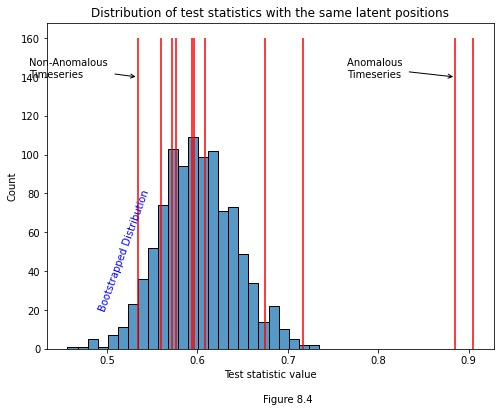 Distribution of test statistics with the same latent positions
160
140
120
100
80
60
40
20
0
Count
Non-Anomalous
Timeseries
Anomalous
Timeseries
Bootstrapped Distribution
0.5
0.6
0.7
0.8
0.9
Test statistic value
Figure 8.4